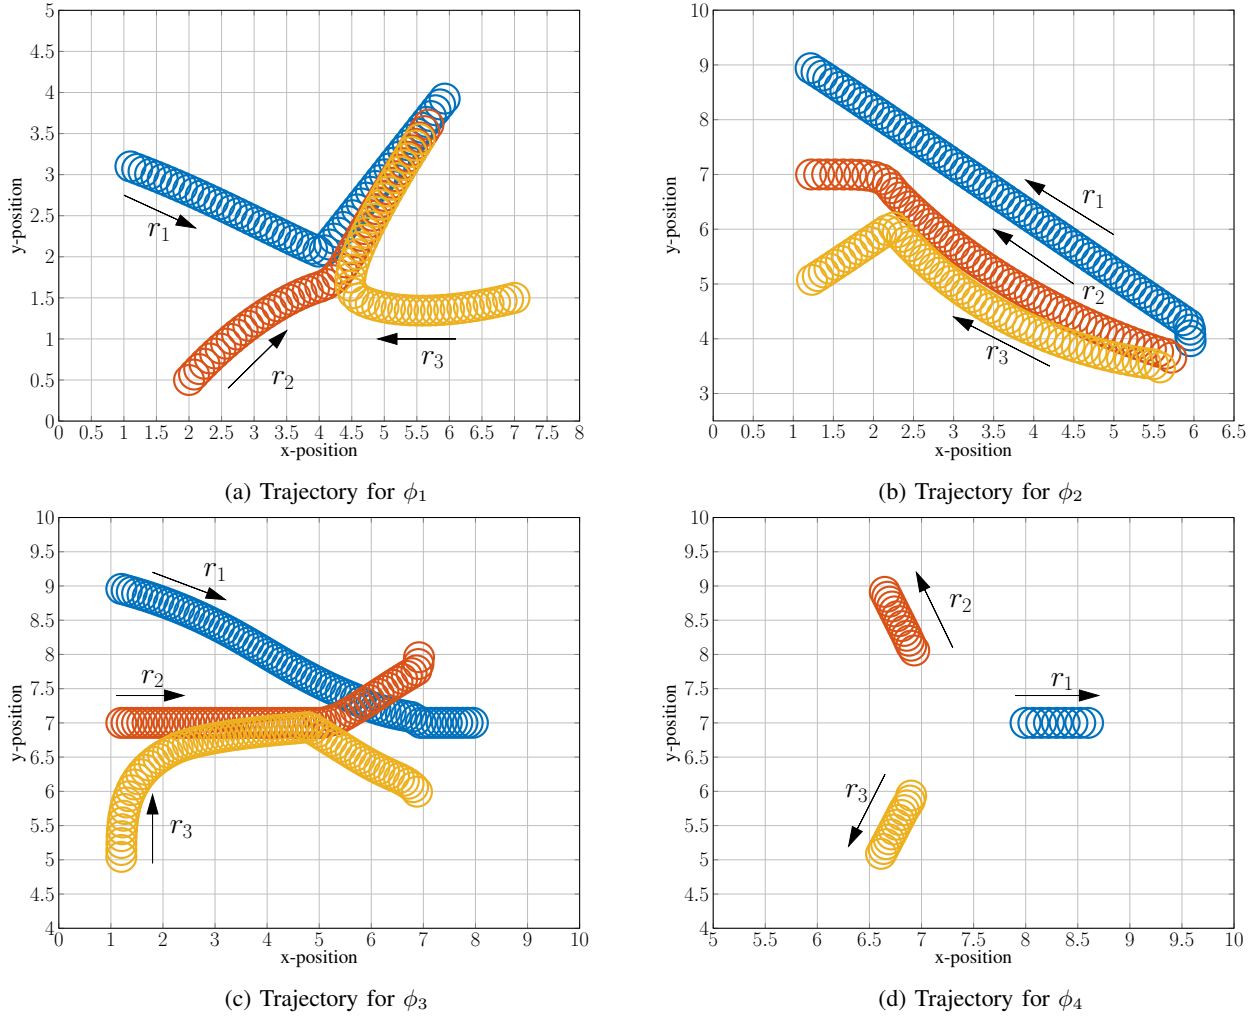 5
4.5
4
3.5
3
2.5
2
1.5
1
0.5
0
y-position
r1
r2
r3
0 0.5 1 1.5 2 2.5 3 3.5 4 4.5 5 5.5 6 6.5 7 7.5 8
x-position
(a) Trajectory for ϕ1
10
9
8
7
6
5
4
3
y-position
r1
r2
r3
0 0.5 1 1.5 2 2.5 3 3.5 4 4.5 5 5.5 6 6.5
x-position
(b) Trajectory for ϕ2
10
9.5
9
8.5
8
7.5
7
6.5
6
5.5
5
4.5
4
y-position
r1
r2
r3
0 1 2 3 4 5 6 7 8 9 10
x-position
(c) Trajectory for ϕ3
10
9.5
9
8.5
8
7.5
7
6.5
6
5.5
5
4.5
4
y-position
r2
r1
r3
5 5.5 6 6.5 7 7.5 8 8.5 9 9.5 10
x-position
(d) Trajectory for ϕ4